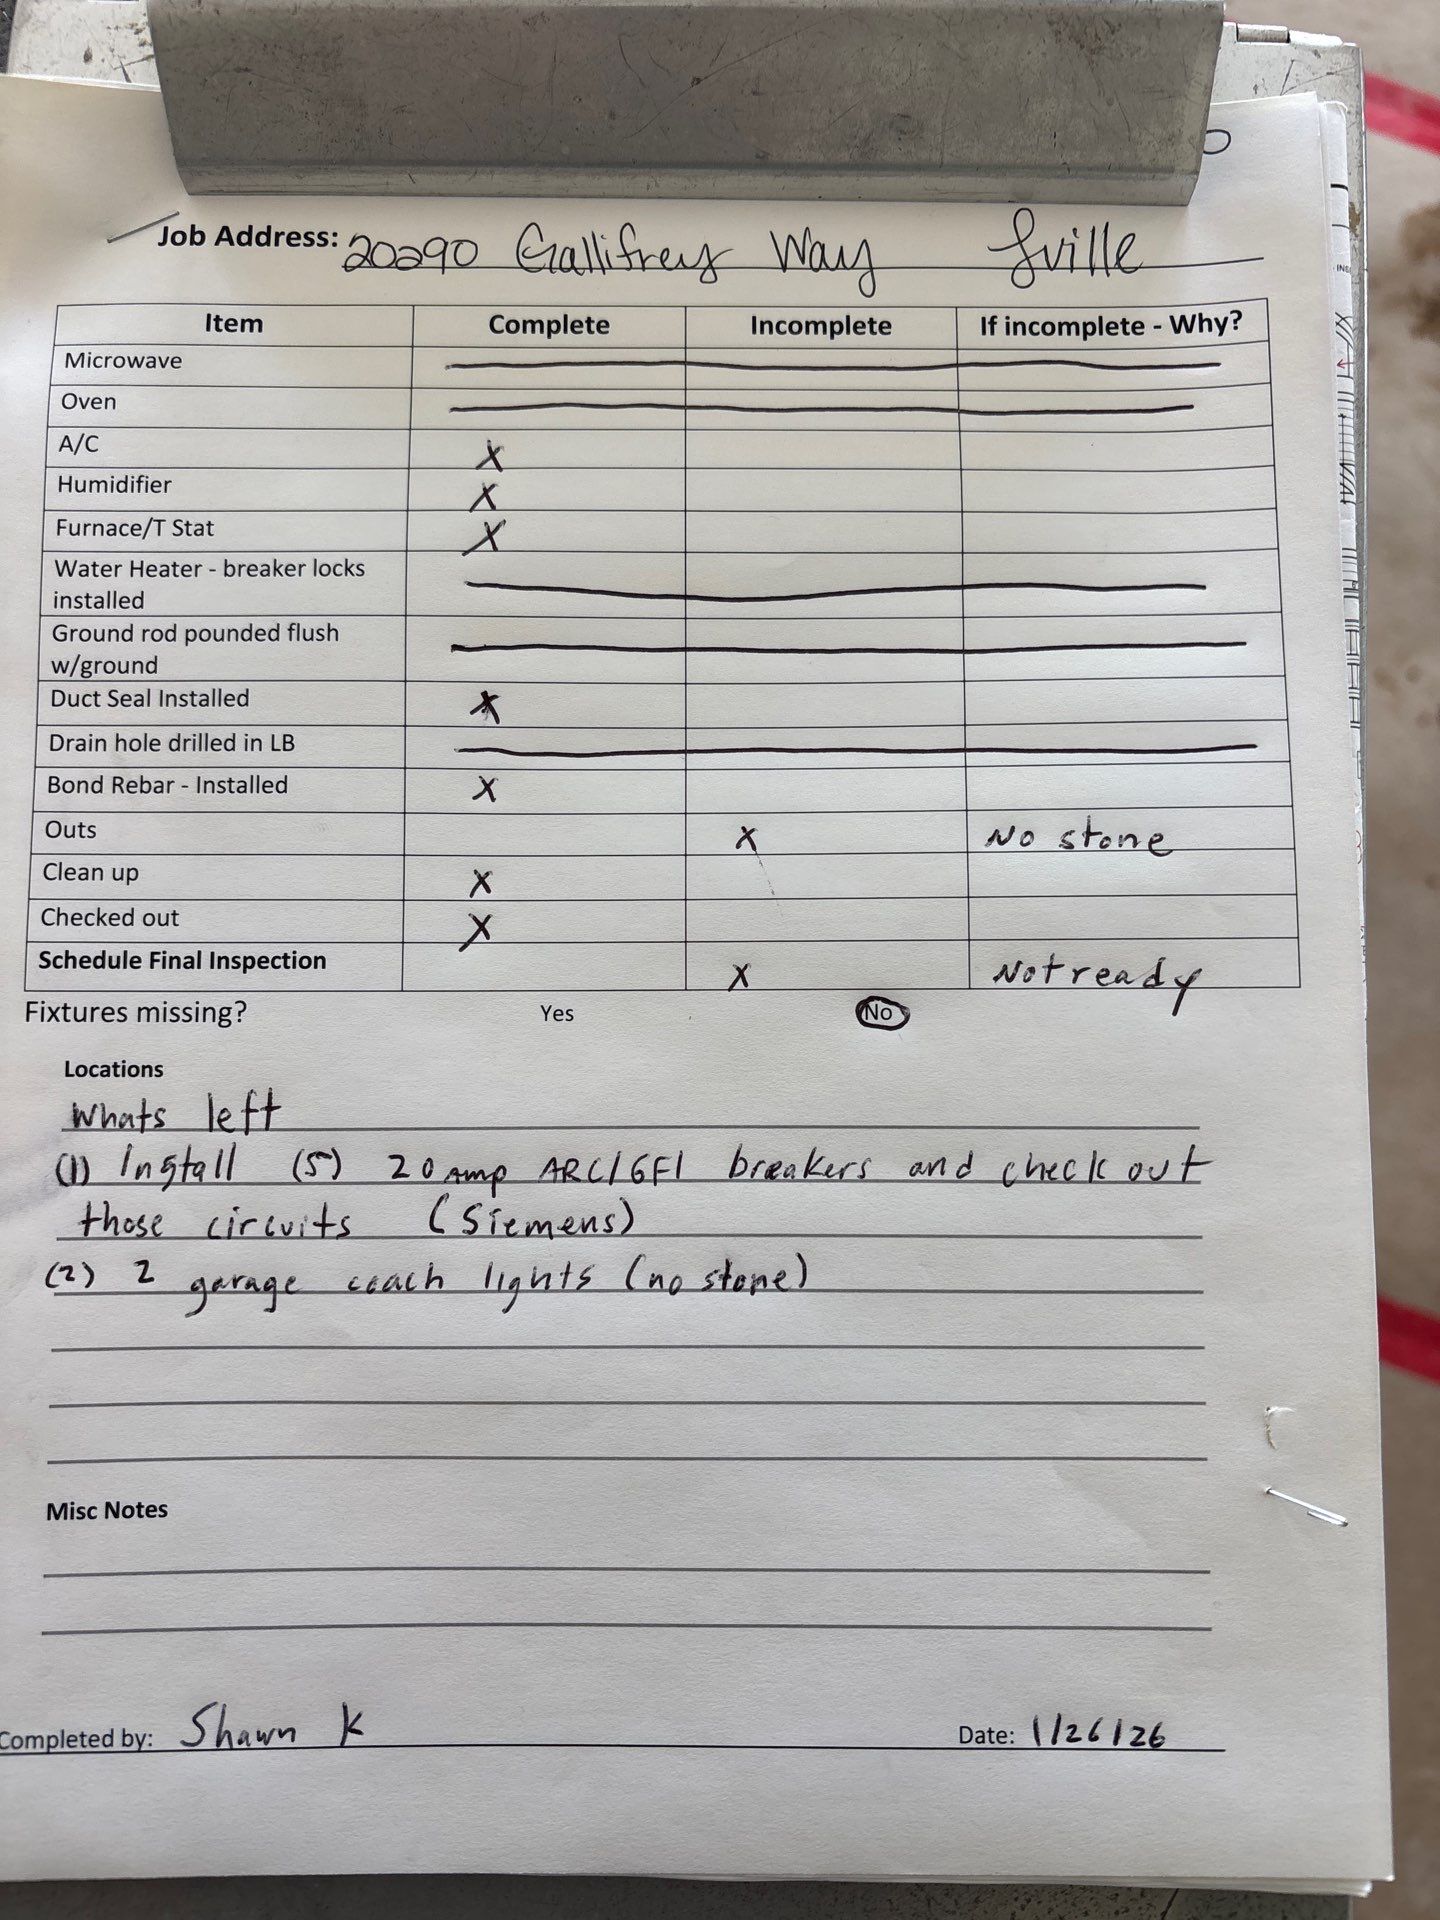 Job Address: 20290 Gallifrey Way Lville
Item Complete Incomplete If incomplete - Why?
Microwave
Oven
A/C X
Humidifier X
Furnace/T Stat X
Water Heater - breaker locks
installed
Ground rod pounded flush
w/ground
Duct Seal Installed X
Drain hole drilled in LB
Bond Rebar - Installed X
Outs X No stone
Clean up X
Checked out X
Schedule Final Inspection X Not ready
Fixtures missing? Yes No
Locations
Whats left
(1) Install (5) 20 Amp ARC/GFI breakers and check out
those circuits (Siemens)
(2) 2 garage coach lights (no stone)
Misc Notes
Completed by: Shawn K Date: 1/26/26